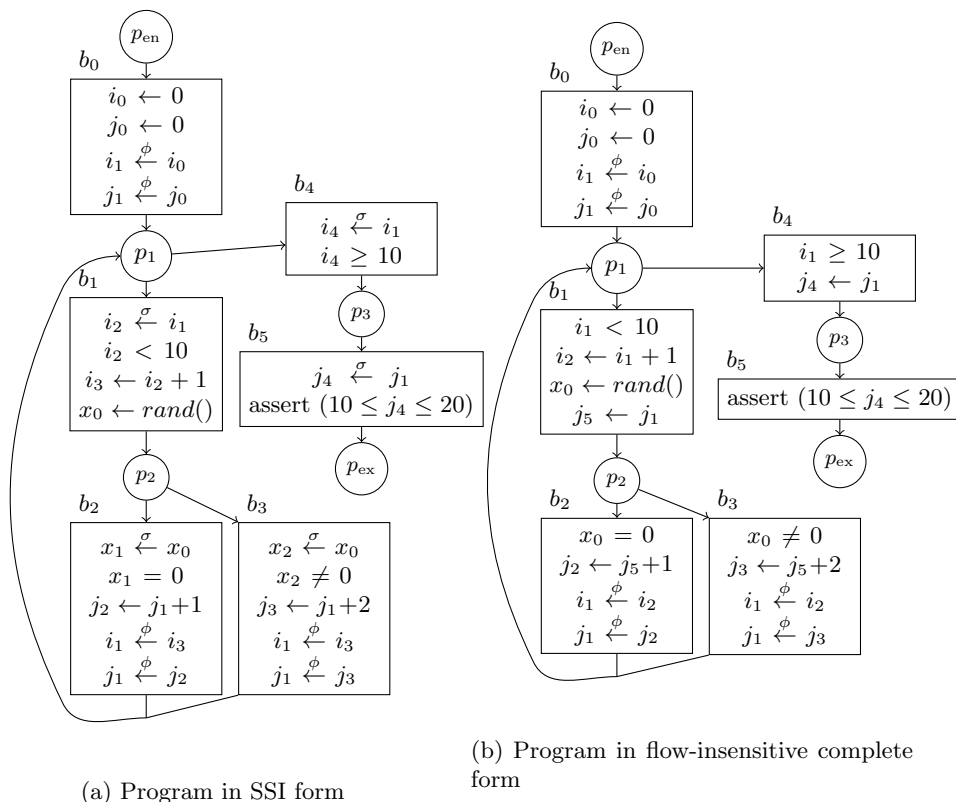 p_en
b_0
i_0 ← 0
j_0 ← 0
i_1 ←^ϕ i_0
j_1 ←^ϕ j_0
b_4
i_4 ←^σ i_1
i_4 ≥ 10
p_1
b_1
i_2 ←^σ i_1
i_2 < 10
i_3 ← i_2 + 1
x_0 ← rand()
p_3
b_5
j_4 ←^σ j_1
assert (10 ≤ j_4 ≤ 20)
p_ex
p_2
b_2
x_1 ←^σ x_0
x_1 = 0
j_2 ← j_1+1
i_1 ←^ϕ i_3
j_1 ←^ϕ j_2
b_3
x_2 ←^σ x_0
x_2 ≠ 0
j_3 ← j_1+2
i_1 ←^ϕ i_3
j_1 ←^ϕ j_3
(a) Program in SSI form
p_en
b_0
i_0 ← 0
j_0 ← 0
i_1 ←^ϕ i_0
j_1 ←^ϕ j_0
b_4
i_1 ≥ 10
j_4 ← j_1
p_1
b_1
i_1 < 10
i_2 ← i_1 + 1
x_0 ← rand()
j_5 ← j_1
p_3
b_5
assert (10 ≤ j_4 ≤ 20)
p_ex
p_2
b_2
x_0 = 0
j_2 ← j_5+1
i_1 ←^ϕ i_2
j_1 ←^ϕ j_2
b_3
x_0 ≠ 0
j_3 ← j_5+2
i_1 ←^ϕ i_2
j_1 ←^ϕ j_3
(b) Program in flow-insensitive complete
form